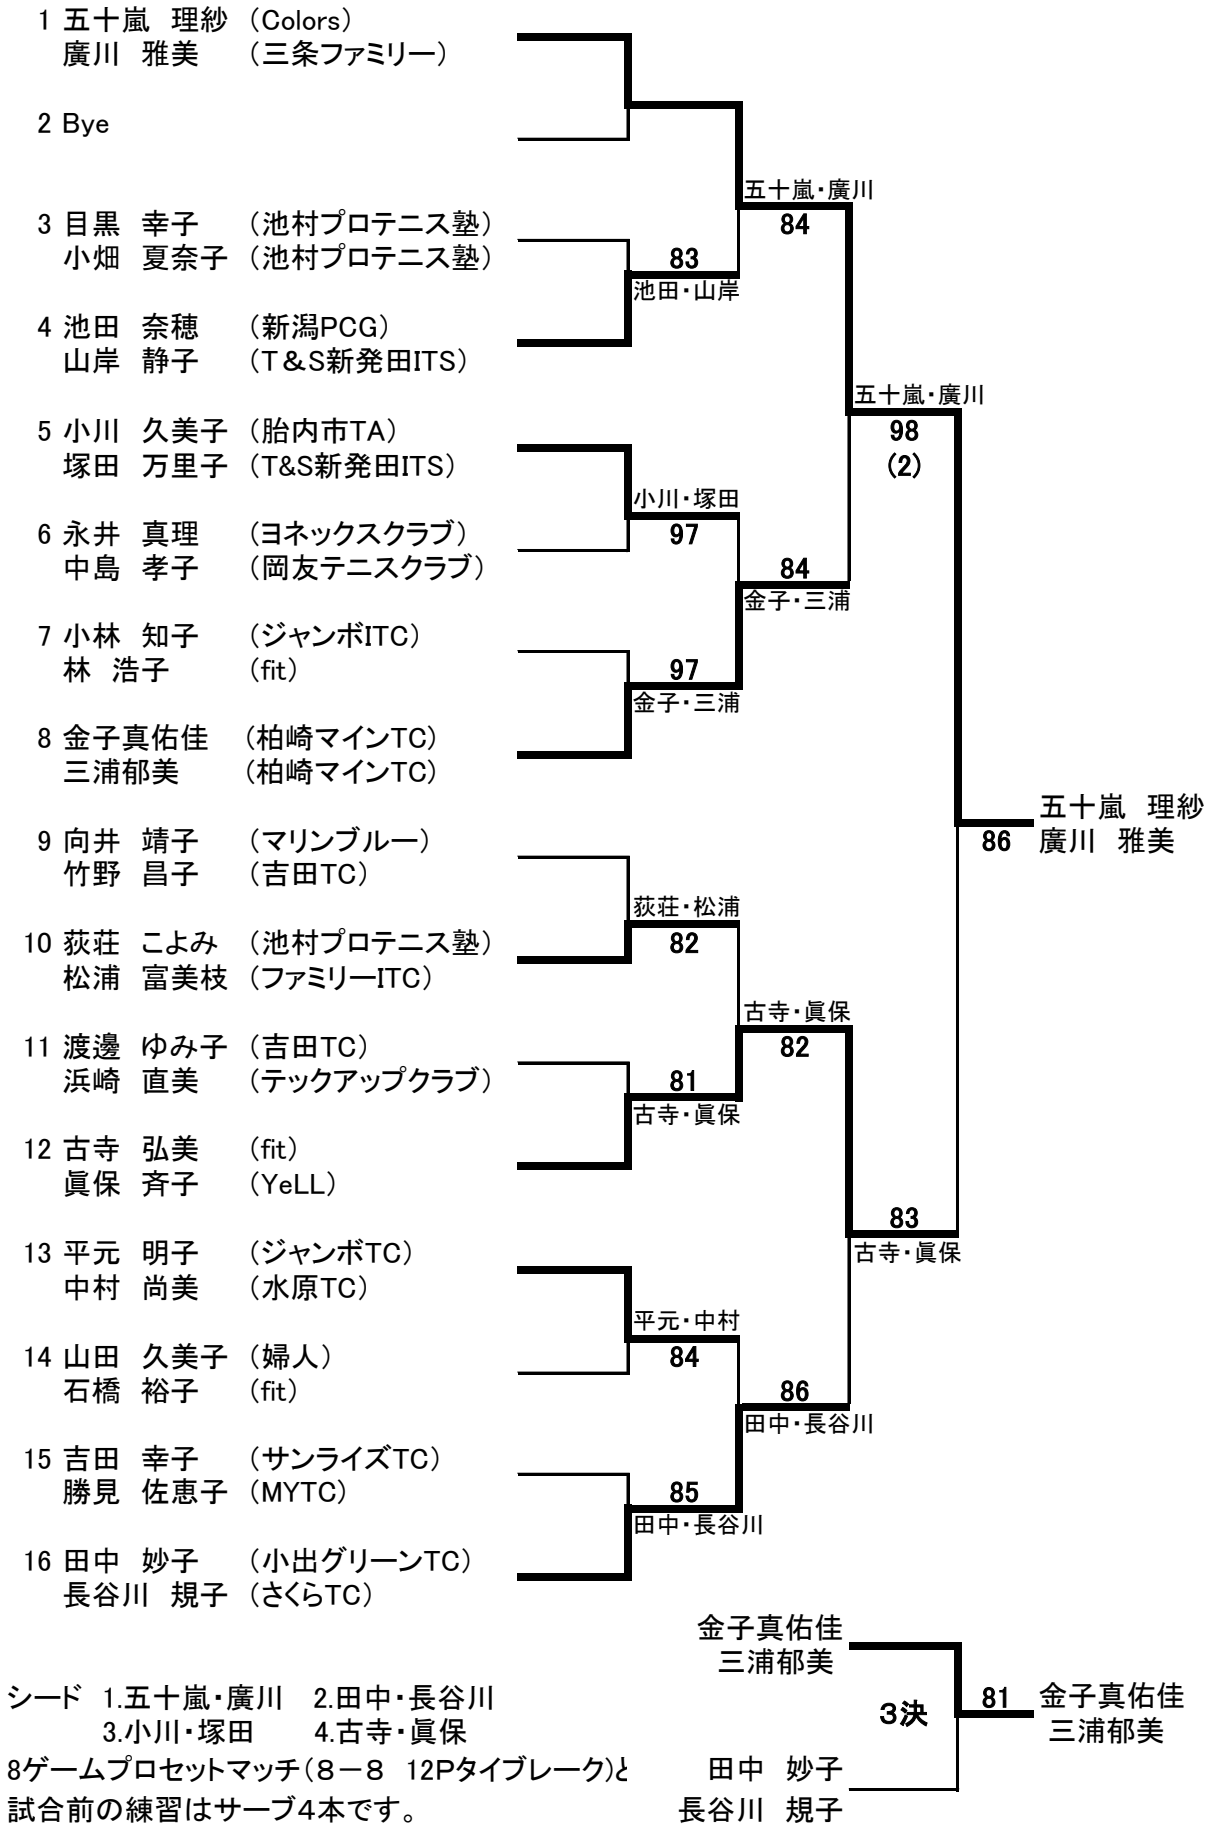 1 五十嵐　理紗 （Colors）
廣川　雅美 （三条ファミリー）
2 Bye
3 目黒　幸子 （池村プロテニス塾）
小畑　夏奈子 （池村プロテニス塾）
4 池田　奈穂 （新潟PCG）
山岸　静子 （T＆S新発田ITS）
5 小川　久美子 （胎内市TA）
塚田　万里子 （T&S新発田ITS）
6 永井　真理 （ヨネックスクラブ）
中島　孝子 （岡友テニスクラブ）
7 小林　知子 （ジャンボITC）
林　浩子 （fit）
8 金子真佑佳 （柏崎マインTC）
三浦郁美 （柏崎マインTC）
9 向井　靖子 （マリンブルー）
竹野　昌子 （吉田TC）
10 荻荘　こよみ （池村プロテニス塾）
松浦　富美枝 （ファミリーITC）
11 渡邊　ゆみ子 （吉田TC）
浜崎　直美 （テックアップクラブ）
12 古寺　弘美 （fit）
眞保　斉子 （YeLL）
13 平元　明子 （ジャンボTC）
中村　尚美 （水原TC）
14 山田　久美子 （婦人）
石橋　裕子 （fit）
15 吉田　幸子 （サンライズTC）
勝見　佐恵子 （MYTC）
16 田中　妙子 （小出グリーンTC）
長谷川　規子 （さくらTC）
83
池田・山岸
小川・塚田
97
97
金子・三浦
荻荘・松浦
82
81
古寺・眞保
平元・中村
84
85
田中・長谷川
五十嵐・廣川
84
84
金子・三浦
古寺・眞保
82
86
田中・長谷川
五十嵐・廣川
98
(2)
83
古寺・眞保
86
五十嵐　理紗
廣川　雅美
金子真佑佳
三浦郁美
３決
田中　妙子
長谷川　規子
81
金子真佑佳
三浦郁美
シード 1.五十嵐・廣川 2.田中・長谷川
3.小川・塚田 4.古寺・眞保
8ゲームプロセットマッチ（８－８ 12Pタイブレーク）と
試合前の練習はサーブ４本です。